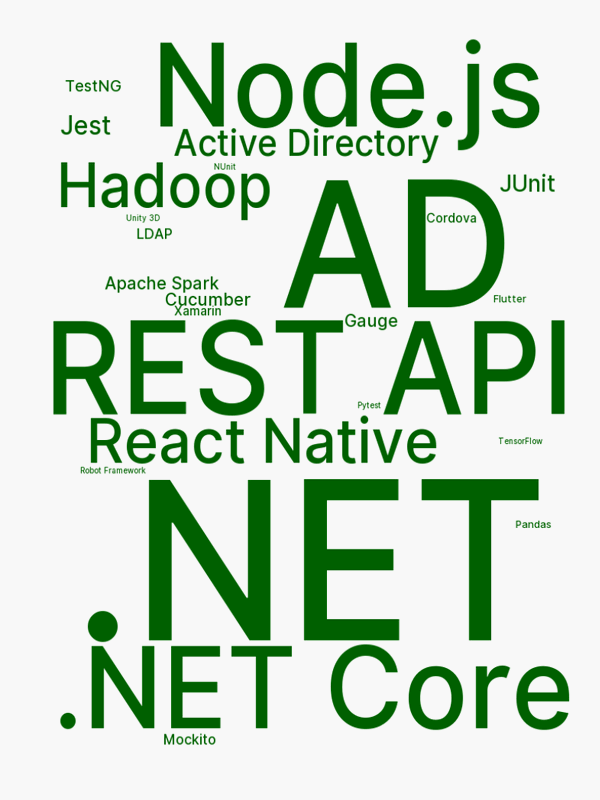 Node.js
TestNG
Jest
Active Directory
NUnit
Hadoop
AD
JUnit
Unity 3D
Cordova
LDAP
Apache Spark
Cucumber
Flutter
Xamarin
Gauge
REST API
Pytest
React Native
TensorFlow
Robot Framework
.NET
Pandas
.NET Core
Mockito